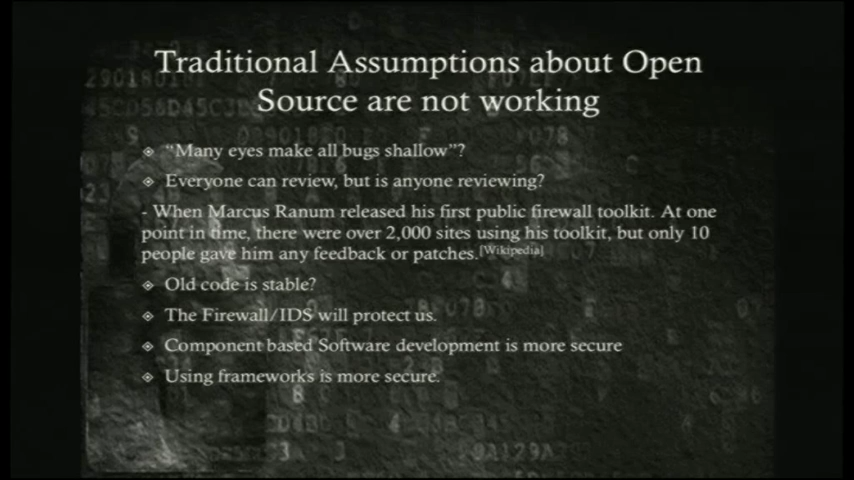 Traditional Assumptions about Open
Source are not working
“Many eyes make all bugs shallow”?
Everyone can review, but is anyone reviewing?
- When Marcus Ranum released his first public firewall toolkit. At one
point in time, there were over 2,000 sites using his toolkit, but only 10
people gave him any feedback or patches.[Wikipedia]
Old code is stable?
The Firewall/IDS will protect us.
Component based Software development is more secure
Using frameworks is more secure.